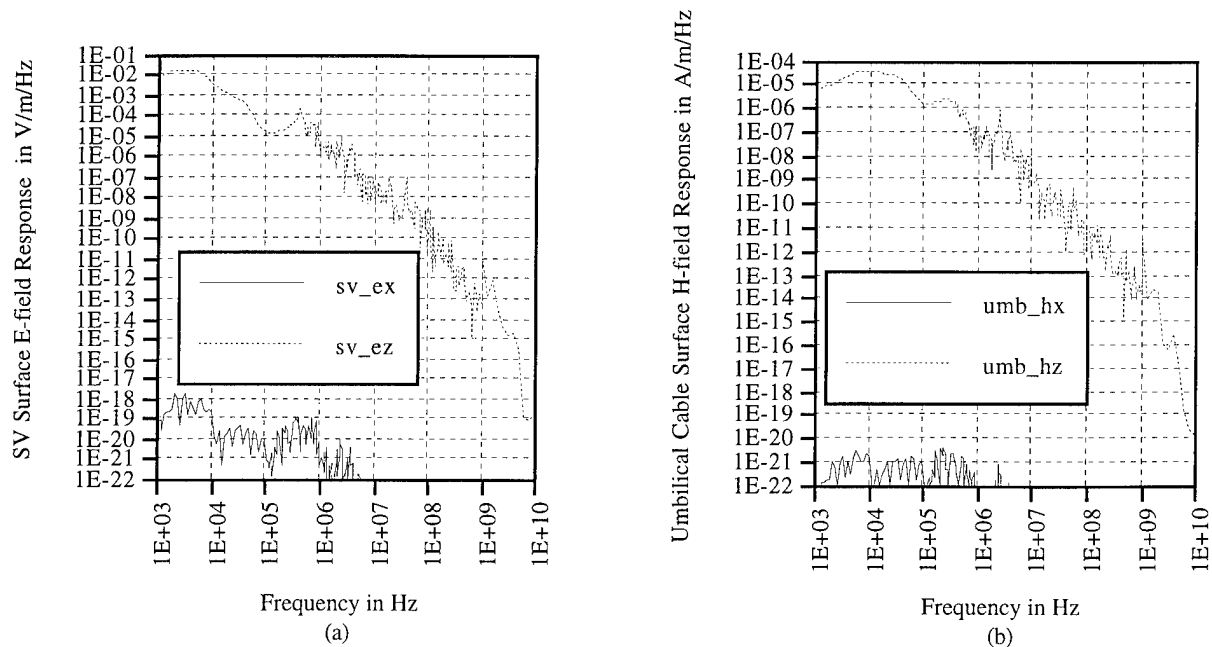 SV Surface E-field Response in V/m/Hz
1E-01
1E-02
1E-03
1E-04
1E-05
1E-06
1E-07
1E-08
1E-09
1E-10
1E-11
1E-12
1E-13
1E-14
1E-15
1E-16
1E-17
1E-18
1E-19
1E-20
1E-21
1E-22
sv_ex
sv_ez
1E+03
1E+04
1E+05
1E+06
1E+07
1E+08
1E+09
1E+10
Frequency in Hz
(a)
Umbilical Cable Surface H-field Response in A/m/Hz
1E-04
1E-05
1E-06
1E-07
1E-08
1E-09
1E-10
1E-11
1E-12
1E-13
1E-14
1E-15
1E-16
1E-17
1E-18
1E-19
1E-20
1E-21
1E-22
umb_hx
umb_hz
1E+03
1E+04
1E+05
1E+06
1E+07
1E+08
1E+09
1E+10
Frequency in Hz
(b)